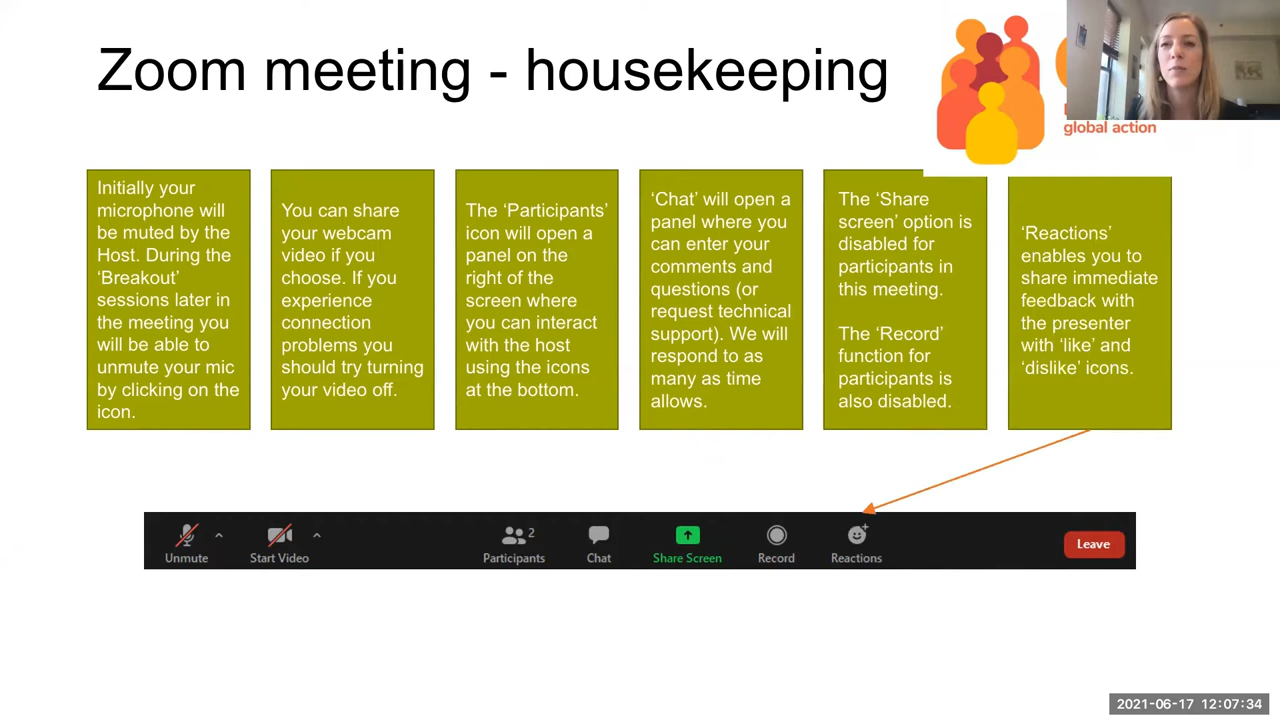 Zoom meeting - housekeeping
global action
Initially your
microphone will
be muted by the
Host. During the
‘Breakout’
sessions later in
the meeting you
will be able to
unmute your mic
by clicking on the
icon.
You can share
your webcam
video if you
choose. If you
experience
connection
problems you
should try turning
your video off.
The ‘Participants’
icon will open a
panel on the
right of the
screen where
you can interact
with the host
using the icons
at the bottom.
‘Chat’ will open a
panel where you
can enter your
comments and
questions (or
request technical
support). We will
respond to as
many as time
allows.
The ‘Share
screen’ option is
disabled for
participants in
this meeting.
The ‘Record’
function for
participants is
also disabled.
‘Reactions’
enables you to
share immediate
feedback with
the presenter
with ‘like’ and
‘dislike’ icons.
2
Unmute
Start Video
Participants
Chat
Share Screen
Record
Reactions
Leave
2021-06-17 12:07:34